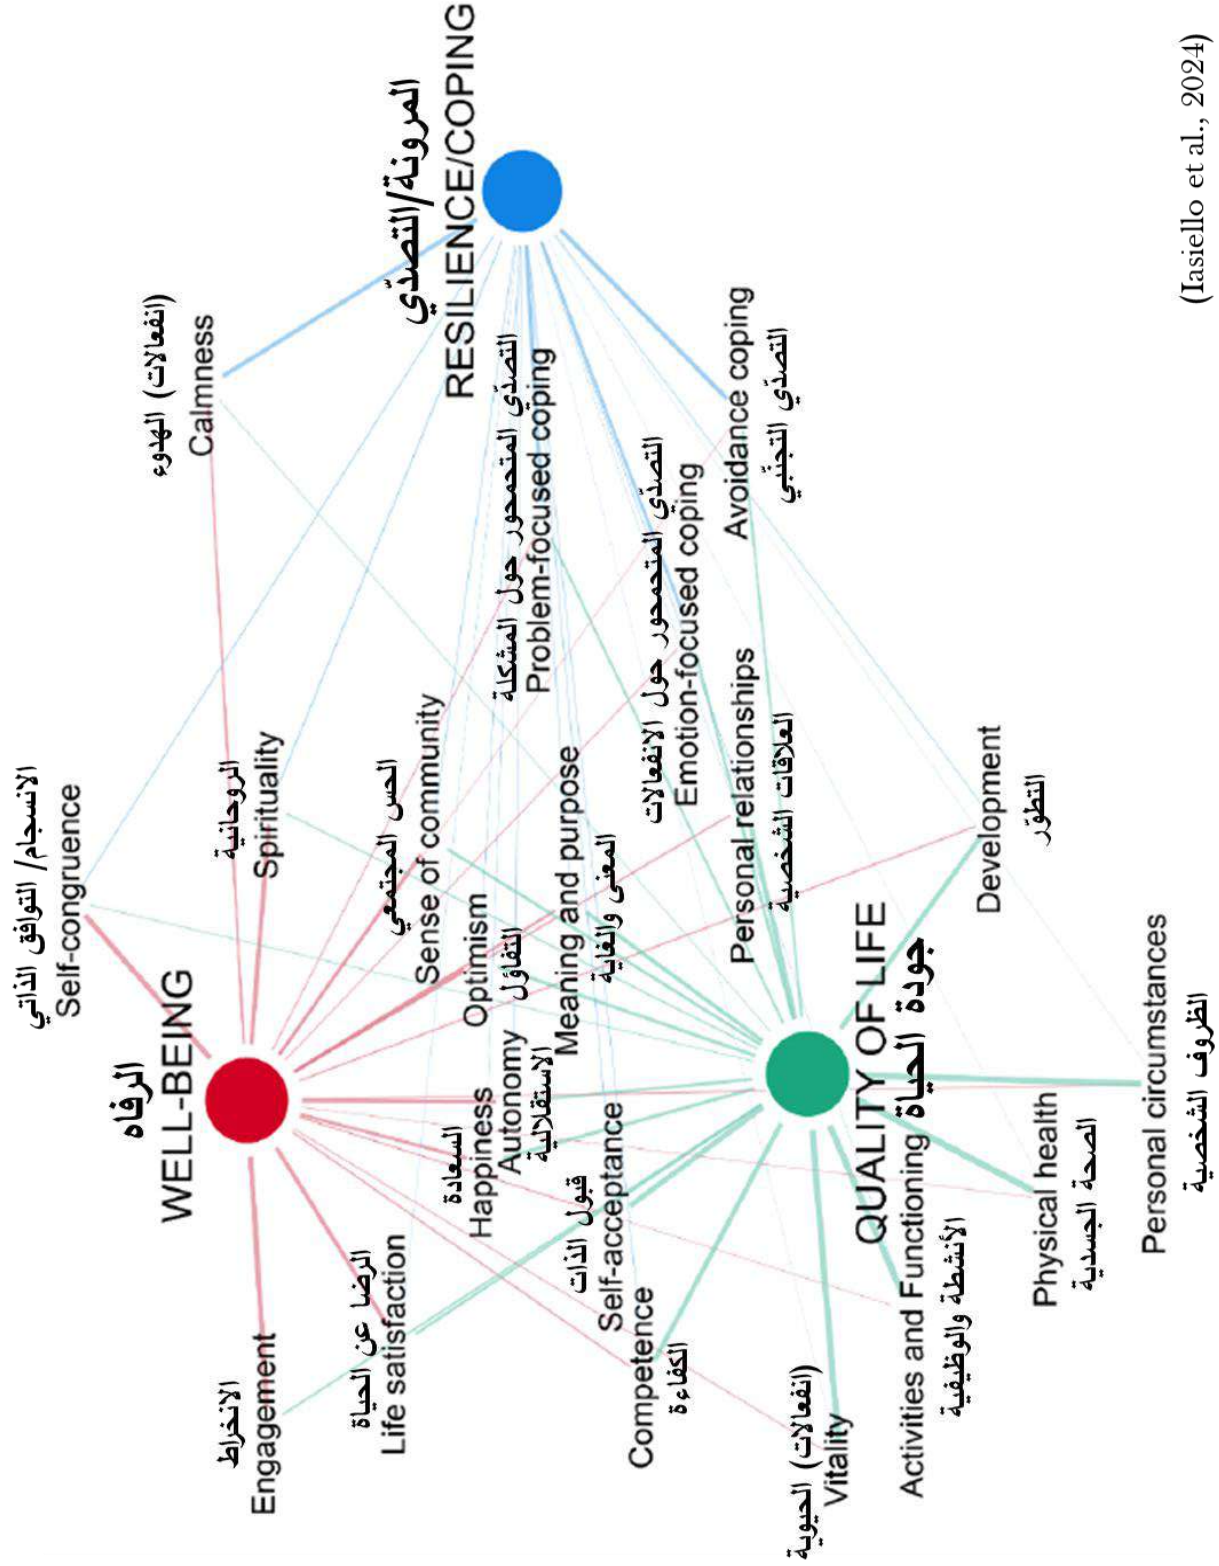 الانسجام/ التوافق الذاتي
Self-congruence
الرفاه
WELL-BEING
(انفعالات) الهدوء
Calmness
الروحانية
Spirituality
الانخراط
Engagement
الرضا عن الحياة
Life satisfaction
الحس المجتمعي
Sense of community
المرونة/التصدّي
RESILIENCE/COPING
السعادة
Happiness
Optimism
التفاؤل
Autonomy
الاستقلالية
التصدّي المتحمحور حول المشكلة
Problem-focused coping
Meaning and purpose
المعنى والغاية
قبول الذات
Self-acceptance
Competence
الكفاءة
التصدّي المتحمحور حول الانفعالات
Emotion-focused coping
Personal relationships
العلاقات الشخصية
Avoidance coping
التصدّي التجنّبي
(انفعالات) الحيوية
Vitality
QUALITY OF LIFE
جودة الحياة
Activities and Functioning
الأنشطة والوظيفية
Development
التطوّر
Physical health
الصحة الجسدية
Personal circumstances
الظروف الشخصية
(Iasiello et al., 2024)